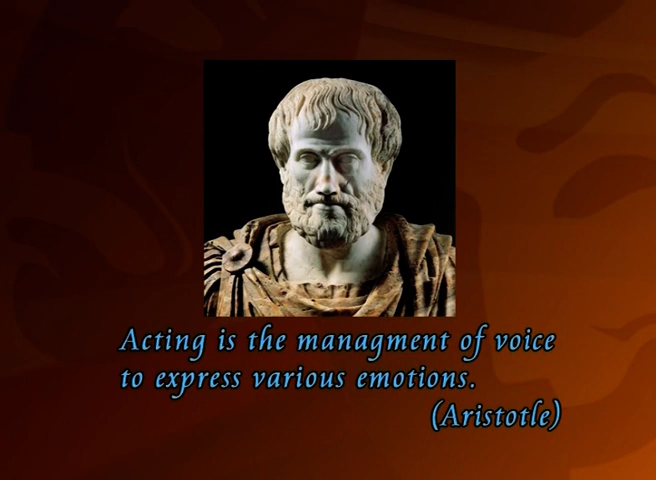 Acting is the managment of voice
to express various emotions.
(Aristotle)